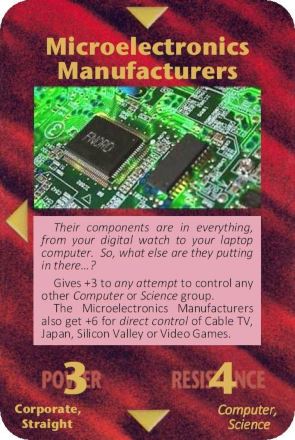 Microelectronics
Manufacturers
FNORD
Their components are in everything,
from your digital watch to your laptop
computer. So, what else are they putting
in there...?
Gives +3 to any attempt to control any
other Computer or Science group.
The Microelectronics Manufacturers
also get +6 for direct control of Cable TV,
Japan, Silicon Valley or Video Games.
POWER 3
RESISTANCE 4
Corporate,
Straight
Computer,
Science